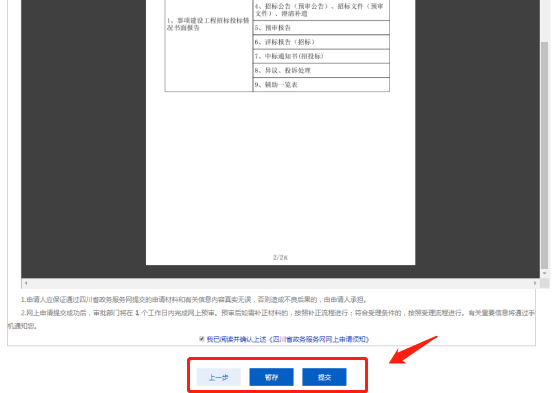 4、招标公告（预审公告）、招标文件（预审
文件）、澄清补遗
1、事项建设工程招标投标情
况书面报告
5、预审报告
6、评标报告（招标）
7、中标通知书(招投标)
8、异议、投诉处理
9、辅助一览表
2/2页
1.申请人应保证通过四川省政务服务网提交的申请材料和有关信息内容真实无误，否则造成不良后果的，由申请人承担。
2.网上申请提交成功后，审批部门将在 1 个工作日内完成网上预审。预审后如需补正材料的，按照补正流程进行；符合受理条件的，按照受理流程进行。有关重要信息将通过手
机通知您。
我已阅读并确认上述《四川省政务服务网网上申请须知》
上一步
暂存
提交